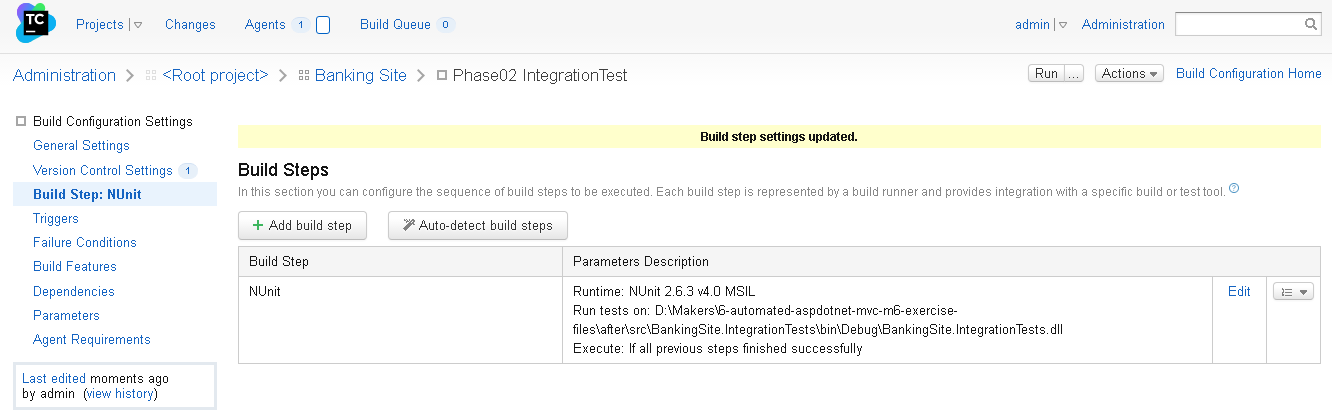 TC
Projects
Changes
Agents 1
Build Queue 0
admin
Administration
Administration > <Root project> > Banking Site > Phase02 IntegrationTest
Run ...
Actions
Build Configuration Home
Build Configuration Settings
General Settings
Version Control Settings 1
Build Step: NUnit
Triggers
Failure Conditions
Build Features
Dependencies
Parameters
Agent Requirements
Last edited moments ago
by admin (view history)
Build step settings updated.
Build Steps
In this section you can configure the sequence of build steps to be executed. Each build step is represented by a build runner and provides integration with a specific build or test tool. ?
+ Add build step
Auto-detect build steps
Build Step
Parameters Description
NUnit
Runtime: NUnit 2.6.3 v4.0 MSIL
Run tests on: D:\Makers\6-automated-aspdotnet-mvc-m6-exercise-
files\after\src\BankingSite.IntegrationTests\bin\Debug\BankingSite.IntegrationTests.dll
Execute: If all previous steps finished successfully
Edit